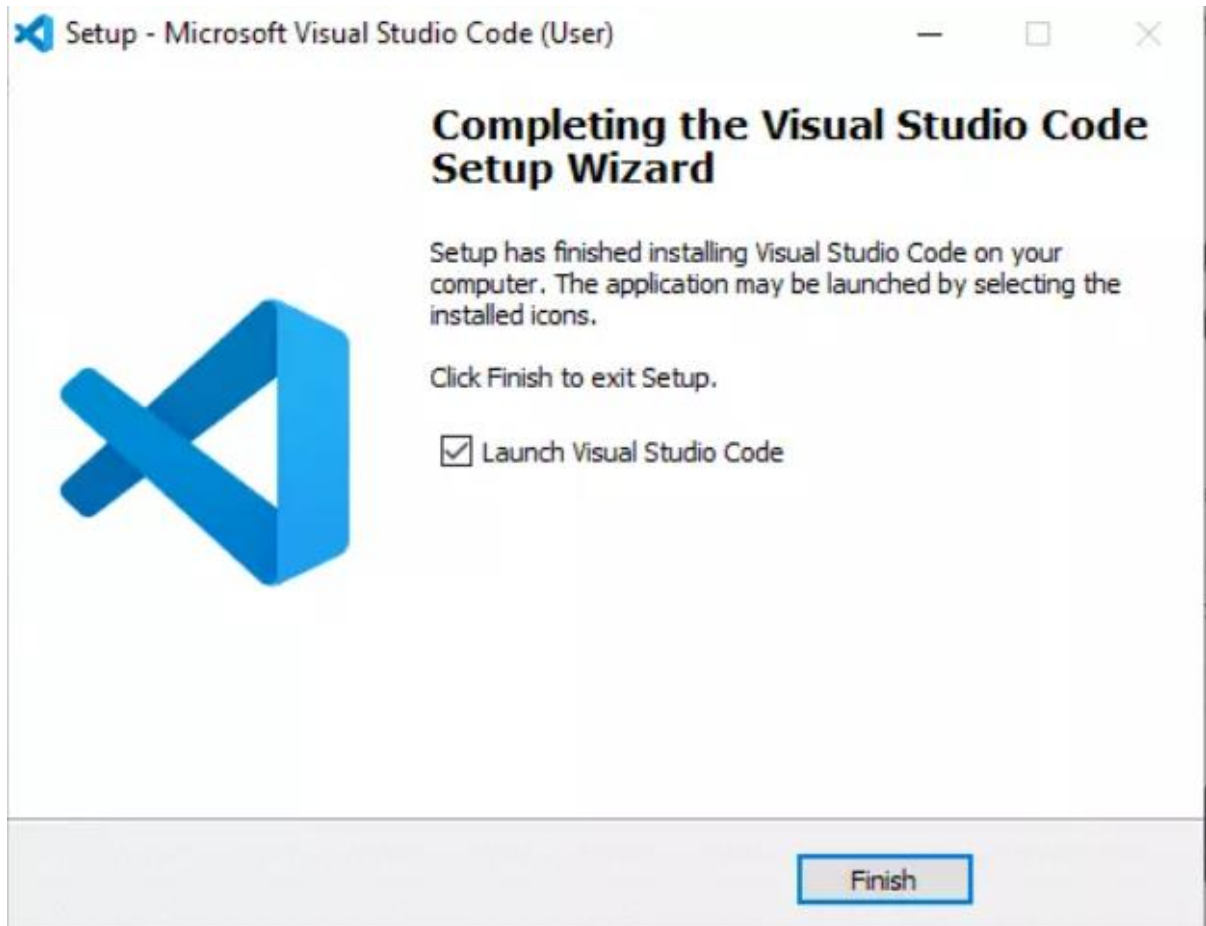 Setup - Microsoft Visual Studio Code (User)
Completing the Visual Studio Code
Setup Wizard
Setup has finished installing Visual Studio Code on your
computer. The application may be launched by selecting the
installed icons.
Click Finish to exit Setup.
Launch Visual Studio Code
Finish